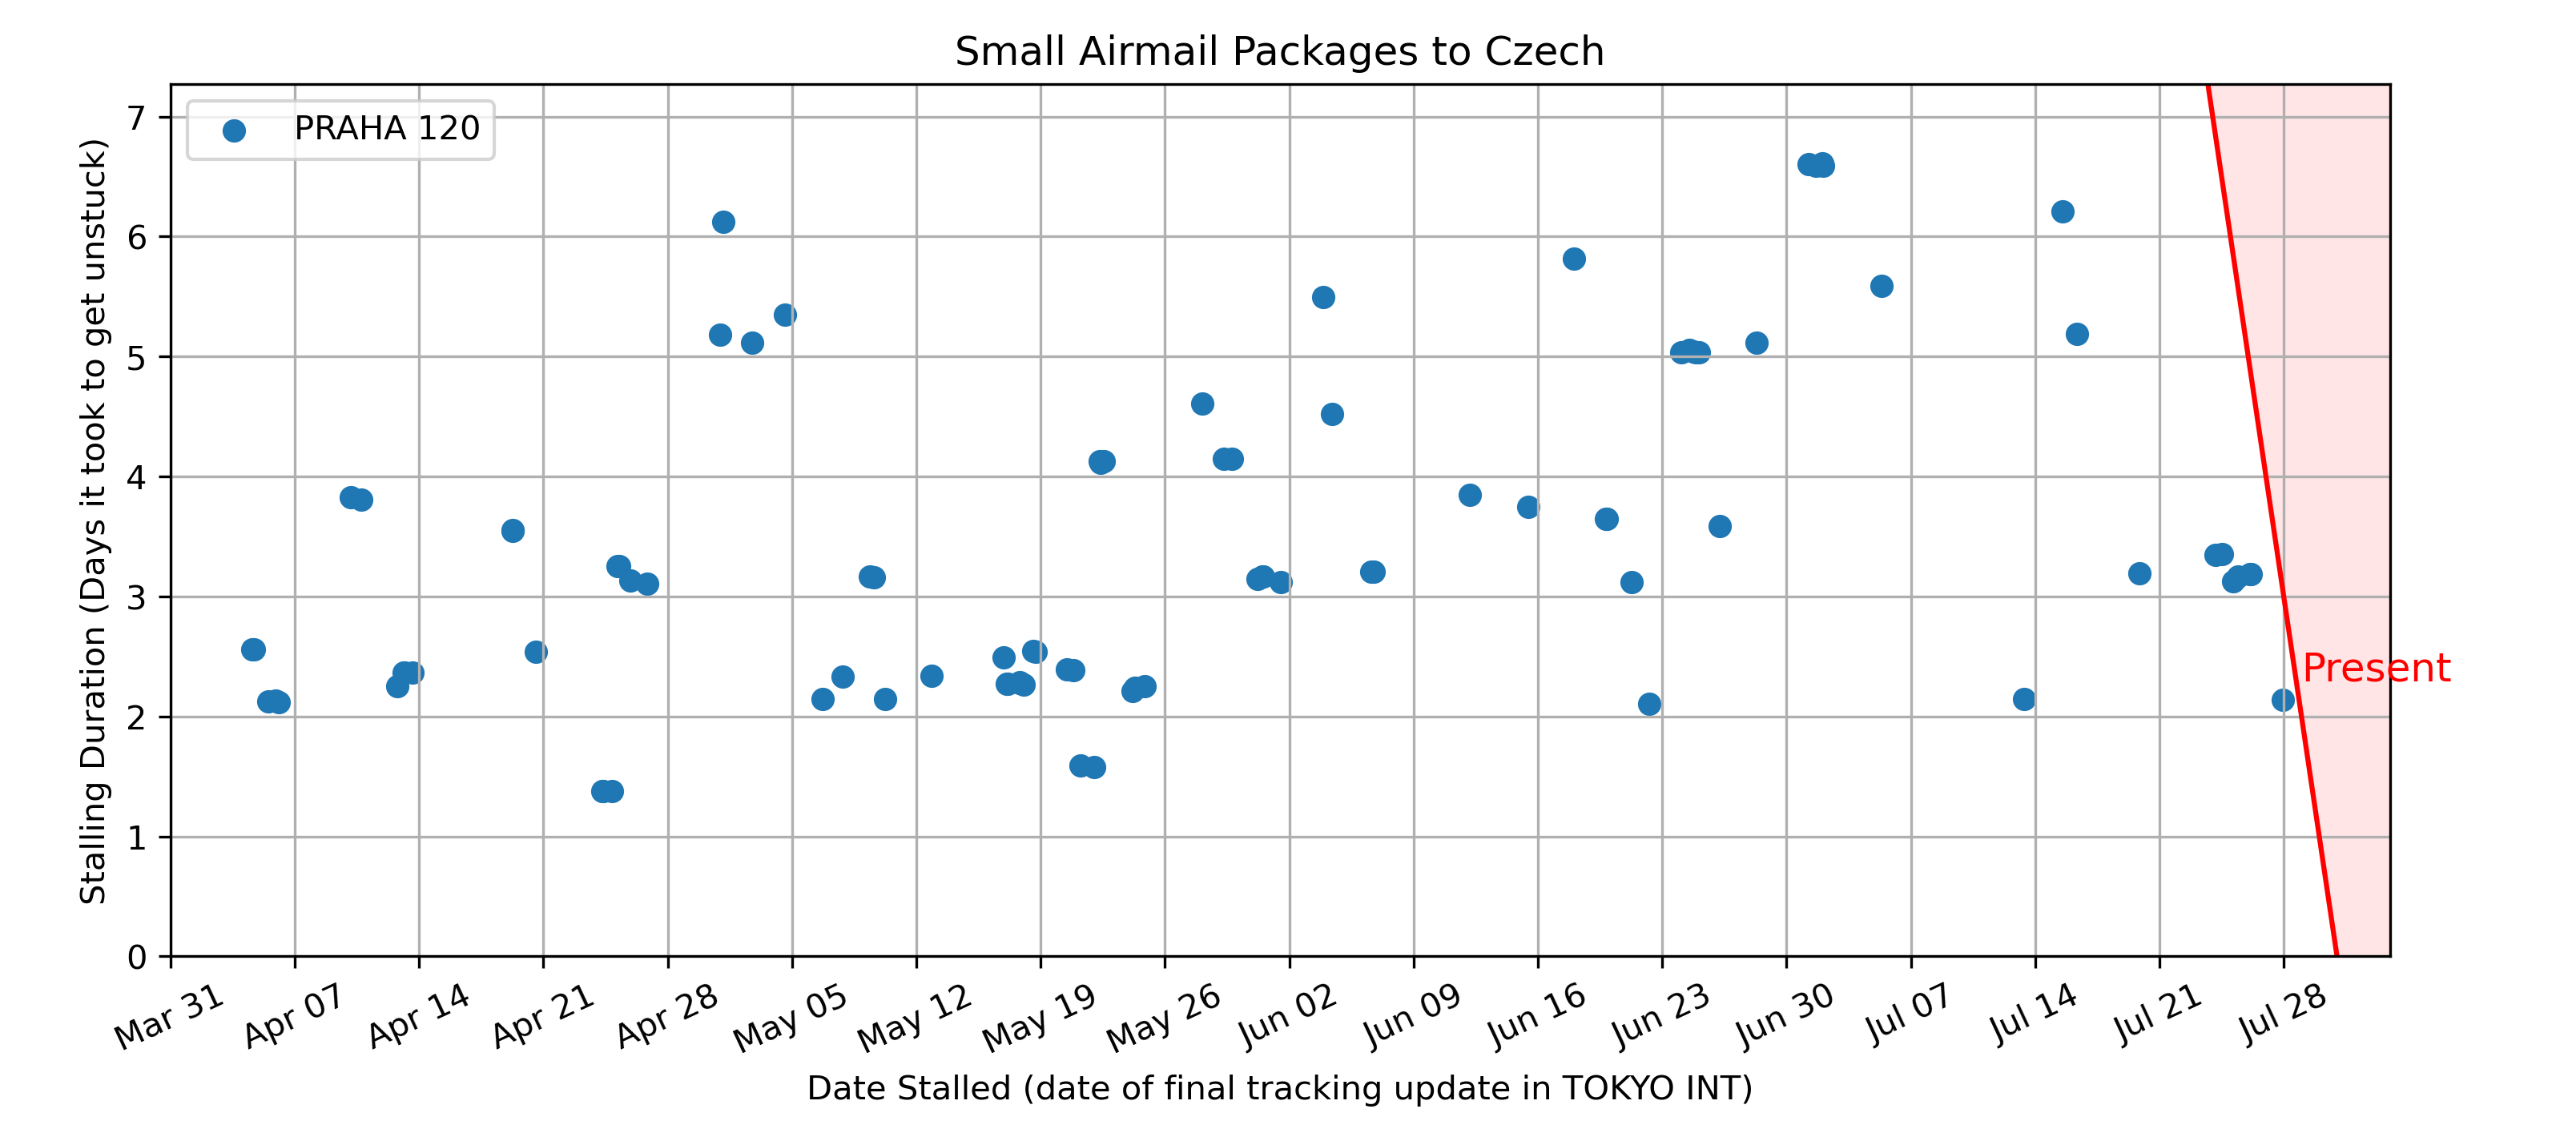 Small Airmail Packages to Czech
PRAHA 120
Stalling Duration (Days it took to get unstuck)
7
6
5
4
3
2
1
0
Present
Mar 31
Apr 07
Apr 14
Apr 21
Apr 28
May 05
May 12
May 19
May 26
Jun 02
Jun 09
Jun 16
Jun 23
Jun 30
Jul 07
Jul 14
Jul 21
Jul 28
Date Stalled (date of final tracking update in TOKYO INT)